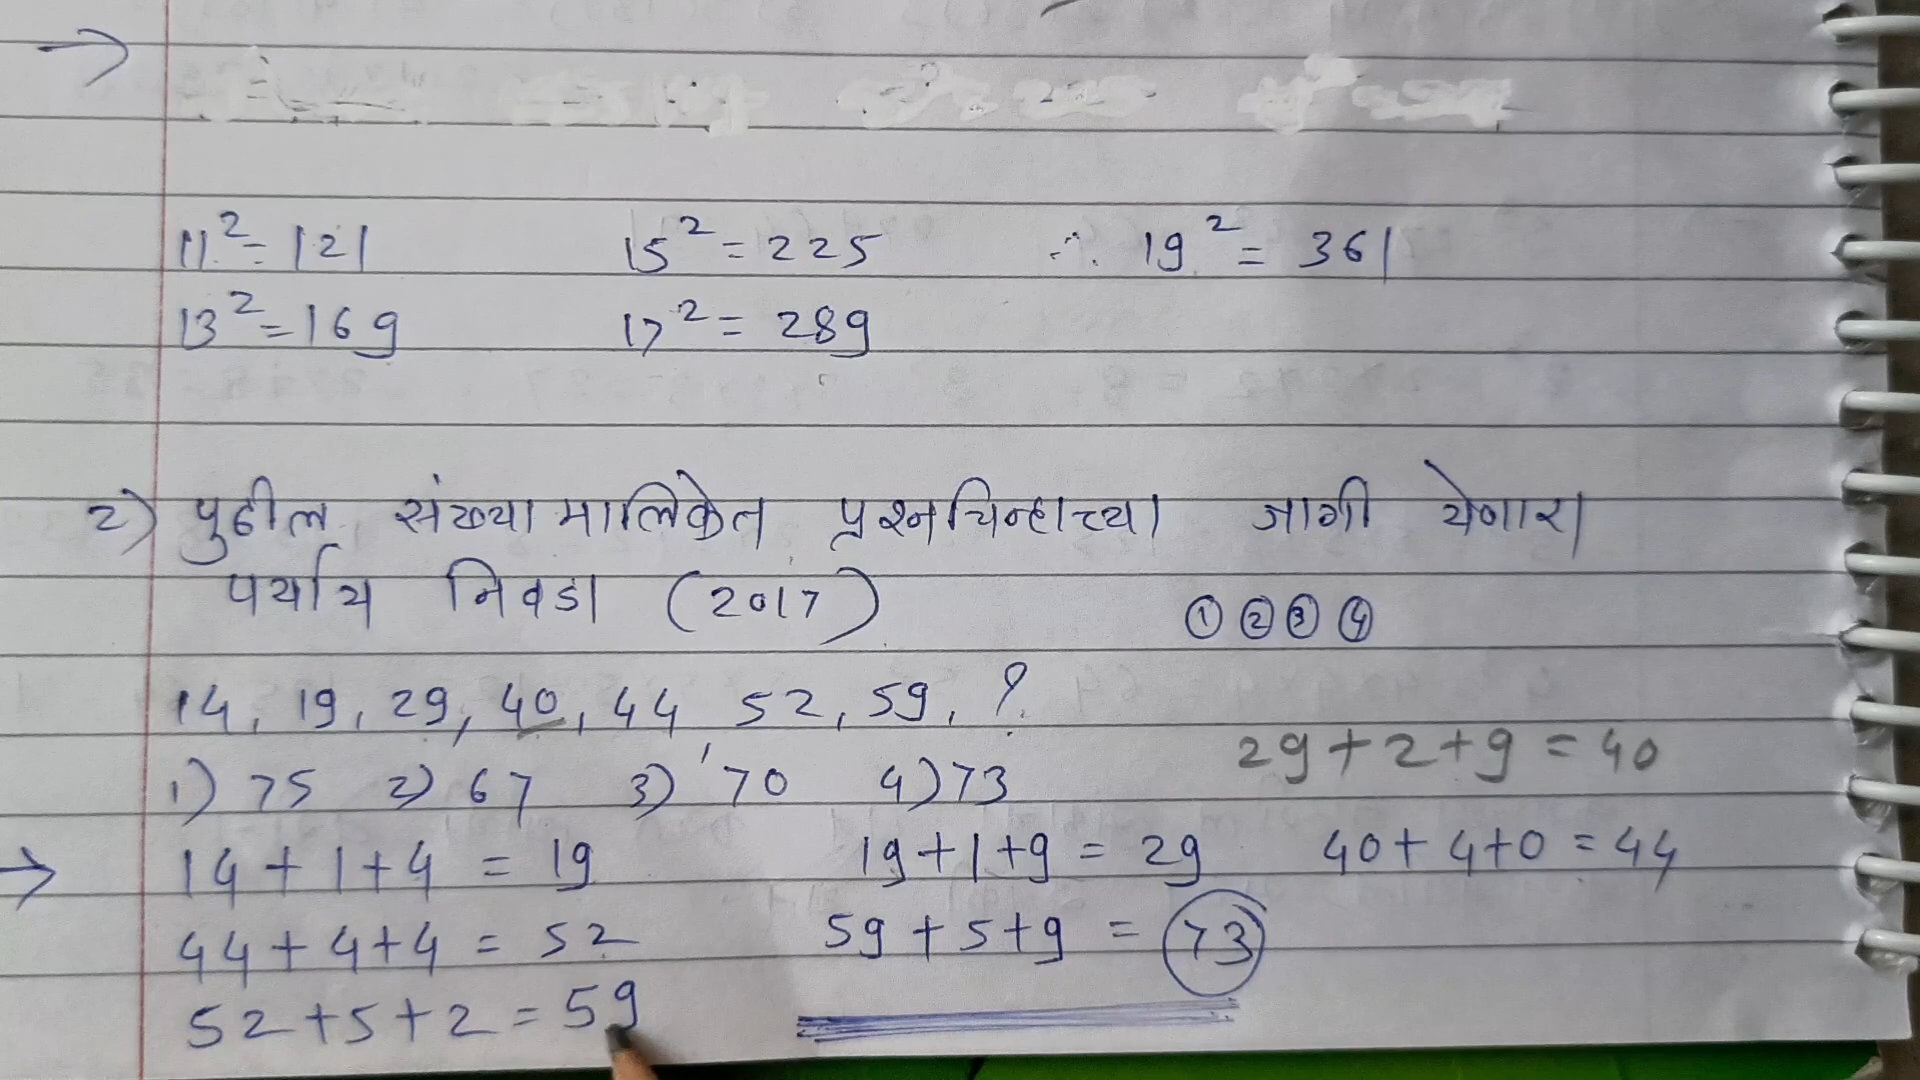 11² = 121 15² = 225 ∴ 19² = 361
13² = 169 17² = 289
2) पुढील संख्यामालिकेत प्रश्नचिन्हाच्या जागी येणारा
पर्याय निवडा (2017) ① ② ③ ④
14, 19, 29, 40, 44 52, 59, ?
29+2+9 = 40
1) 75 2) 67 3) 70 4) 73
→ 14 + 1 + 4 = 19 19+1+9 = 29 40+ 4+0 = 44
44 + 4 + 4 = 52 59 + 5+9 = 73
52 + 5 + 2 = 59